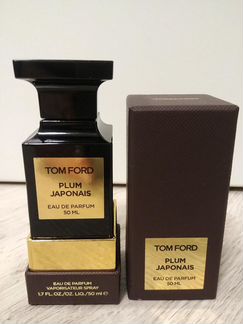 TOM FORD
PLUM
JAPONAIS
EAU DE PARFUM
50 ML
EAU DE PARFUM
VAPORISATEUR SPRAY
1.7 FL.OZ./OZ. LIQ./50 ml ℮
TOM FORD
PLUM
JAPONAIS
EAU DE PARFUM
50 ML